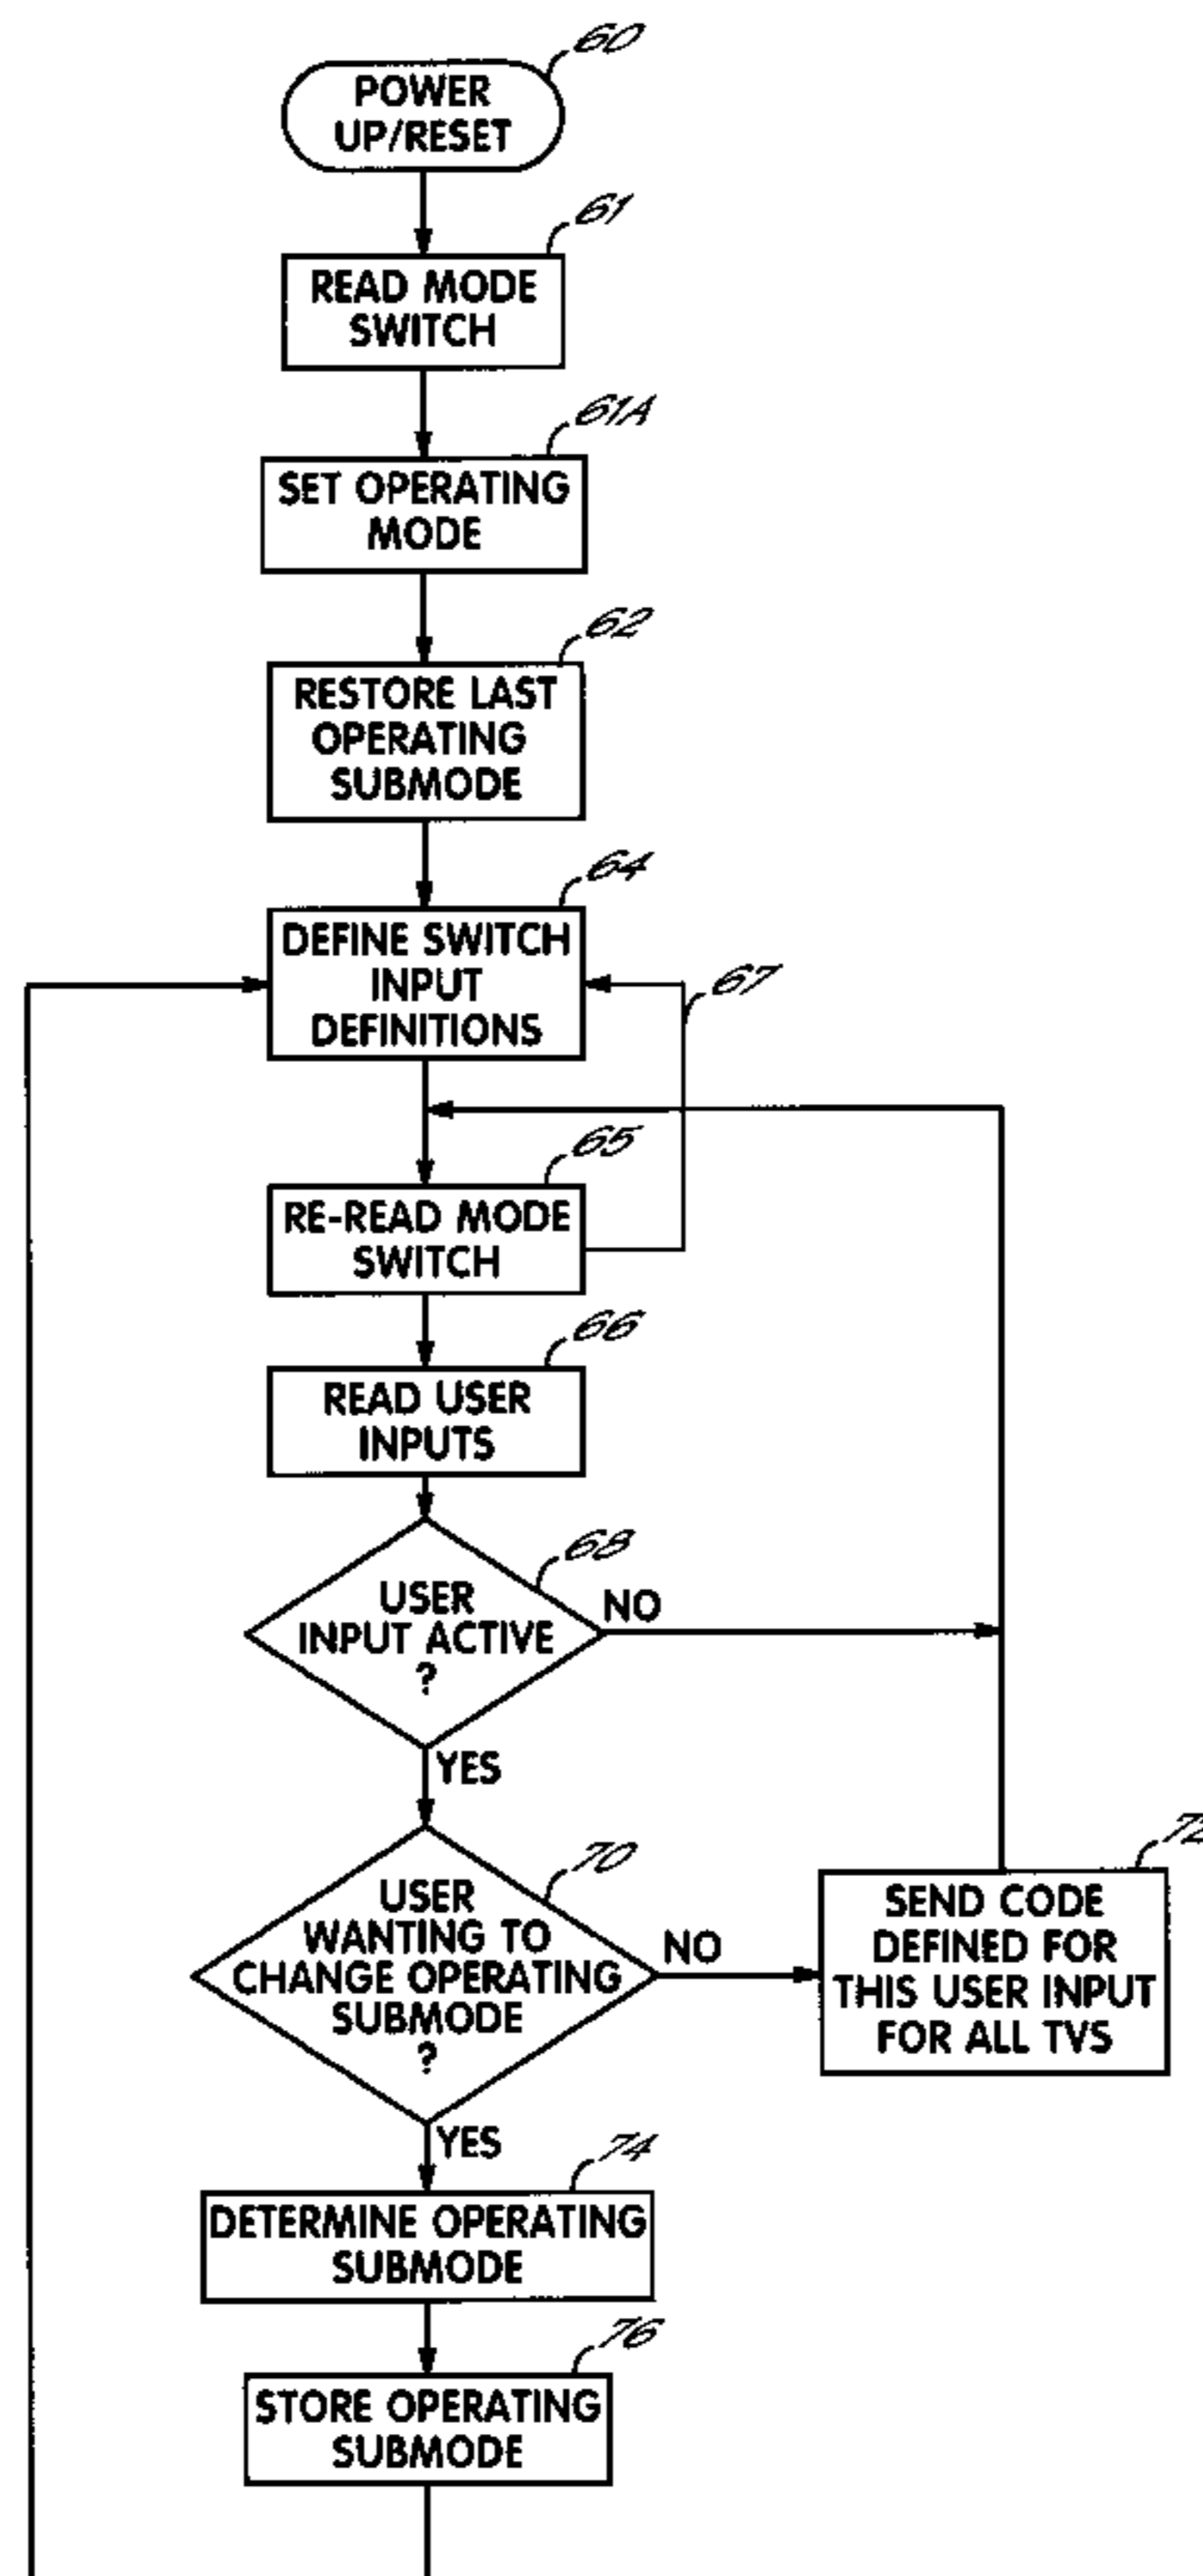 60
POWER
UP/RESET
61
READ MODE
SWITCH
61A
SET OPERATING
MODE
62
RESTORE LAST
OPERATING
SUBMODE
64
DEFINE SWITCH
INPUT
DEFINITIONS
67
65
RE-READ MODE
SWITCH
66
READ USER
INPUTS
68
USER
INPUT ACTIVE
?
NO
YES
70
USER
WANTING TO
CHANGE OPERATING
SUBMODE
?
NO
72
SEND CODE
DEFINED FOR
THIS USER INPUT
FOR ALL TVS
YES
74
DETERMINE OPERATING
SUBMODE
76
STORE OPERATING
SUBMODE